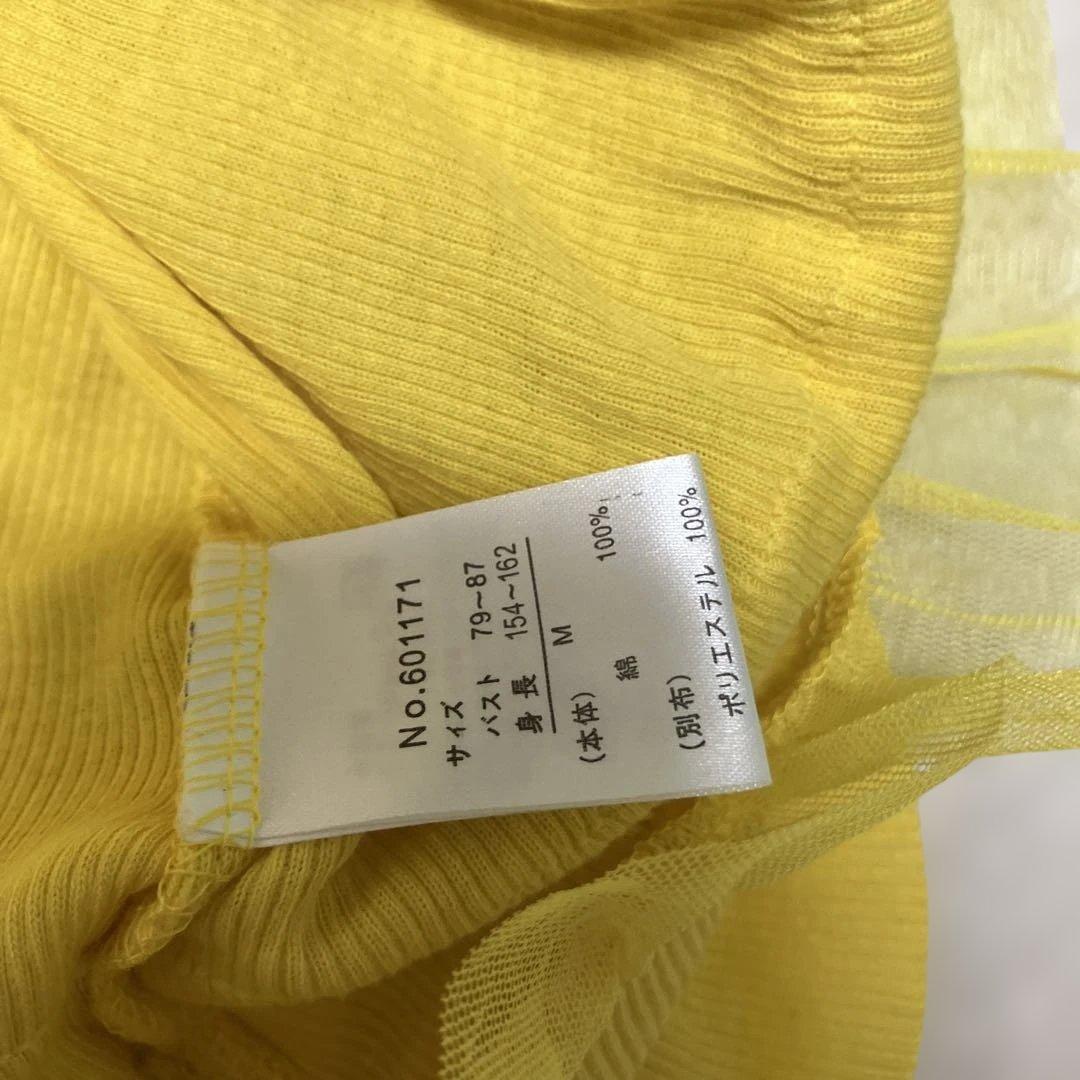 No.601171
サイズ
バスト 79～87
身長 154～162
M
(本体)
綿 100%
(別布)
ポリエステル 100%